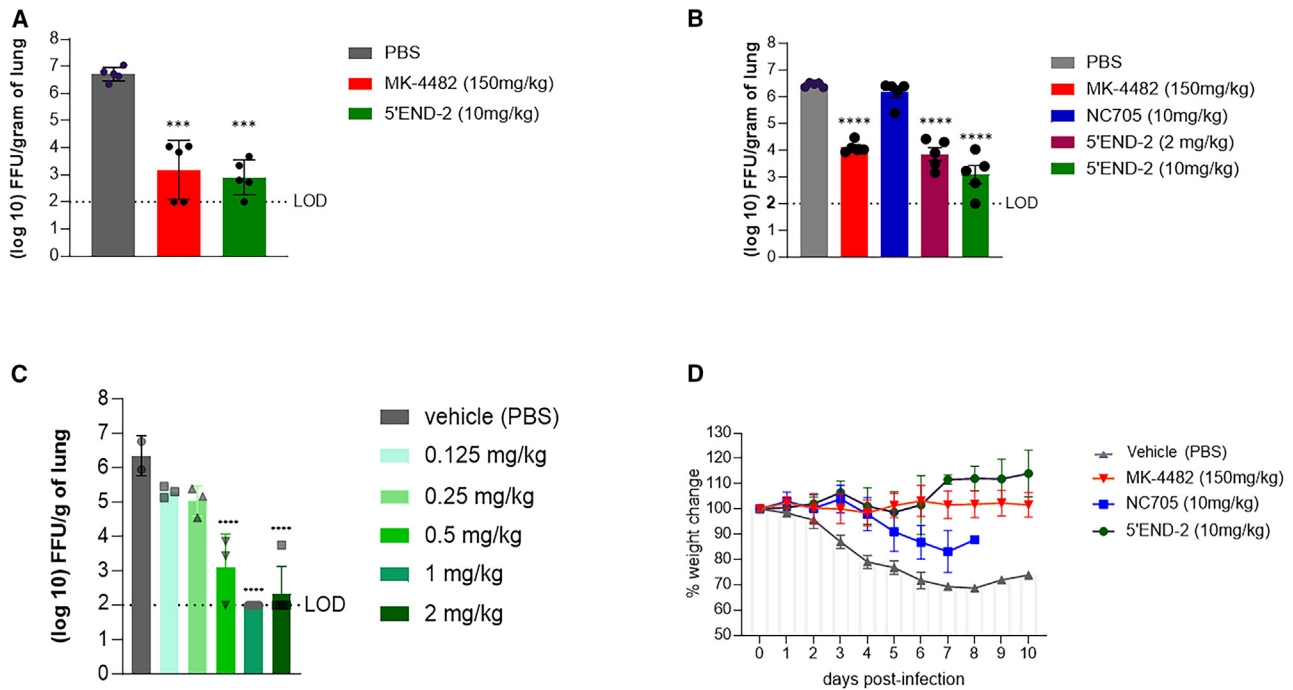 A
(log 10) FFU/gram of lung
8
7
6
5
4
3
2
1
0
***
***
LOD
PBS
MK-4482 (150mg/kg)
5'END-2 (10mg/kg)
B
(log 10) FFU/gram of lung
8
7
6
5
4
3
2
1
0
****
****
****
LOD
PBS
MK-4482 (150mg/kg)
NC705 (10mg/kg)
5'END-2 (2 mg/kg)
5'END-2 (10mg/kg)
C
(log 10) FFU/g of lung
8
7
6
5
4
3
2
1
0
****
****
****
LOD
vehicle (PBS)
0.125 mg/kg
0.25 mg/kg
0.5 mg/kg
1 mg/kg
2 mg/kg
D
% weight change
130
120
110
100
90
80
70
60
50
0 1 2 3 4 5 6 7 8 9 10
days post-infection
Vehicle (PBS)
MK-4482 (150mg/kg)
NC705 (10mg/kg)
5'END-2 (10mg/kg)